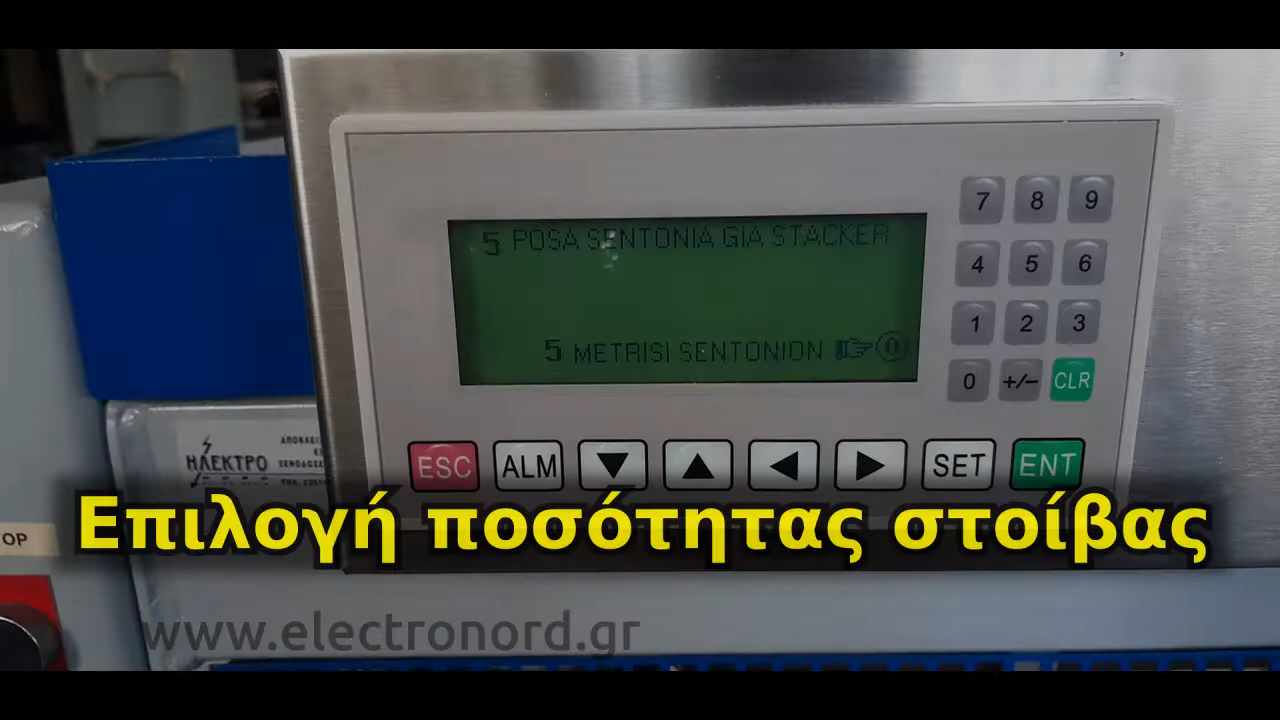 5 POSA SENTONIA GIA STACKER
5 METRISI SENTONION 0
7 8 9
4 5 6
1 2 3
0 +/− CLR
ESC ALM ▼ ▲ ◀ ▶ SET ENT
ΗΛΕΚΤΡΟ
OP
Επιλογή ποσότητας στοίβας
www.electronord.gr